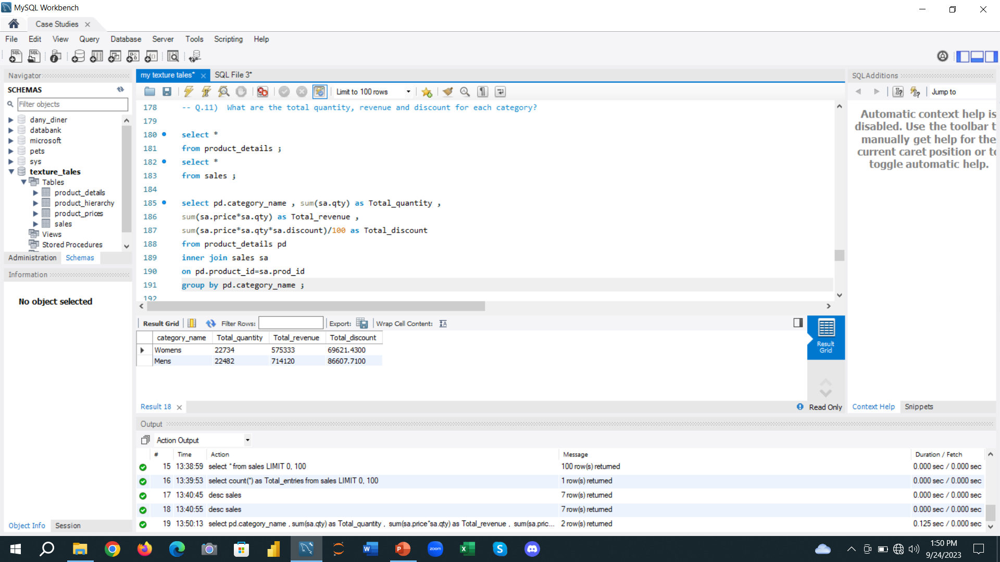 MySQL Workbench
Case Studies
File Edit View Query Database Server Tools Scripting Help
Navigator
SCHEMAS
Filter objects
dany_diner
databank
microsoft
pets
sys
texture_tales
Tables
product_details
product_hierarchy
product_prices
sales
Views
Stored Procedures
Administration Schemas
Information
No object selected
Object Info Session
my texture tales* SQL File 3*
Limit to 100 rows
178 -- Q.11) What are the total quantity, revenue and discount for each category?
179
180 select *
181 from product_details ;
182 select *
183 from sales ;
184
185 select pd.category_name , sum(sa.qty) as Total_quantity ,
186 sum(sa.price*sa.qty) as Total_revenue ,
187 sum(sa.price*sa.qty*sa.discount)/100 as Total_discount
188 from product_details pd
189 inner join sales sa
190 on pd.product_id=sa.prod_id
191 group by pd.category_name ;
192
Result Grid Filter Rows: Export: Wrap Cell Content:
category_name Total_quantity Total_revenue Total_discount
Womens 22734 575333 69621.4300
Mens 22482 714120 86607.7100
Result Grid
Result 18
Read Only
SQLAdditions
Jump to
Automatic context help is
disabled. Use the toolbar t
manually get help for the
current caret position or to
toggle automatic help.
Context Help Snippets
Output
Action Output
# Time Action Message Duration / Fetch
15 13:38:59 select * from sales LIMIT 0, 100 100 row(s) returned 0.000 sec / 0.000 sec
16 13:39:53 select count(*) as Total_entries from sales LIMIT 0, 100 1 row(s) returned 0.000 sec / 0.000 sec
17 13:40:45 desc sales 7 row(s) returned 0.000 sec / 0.000 sec
18 13:40:55 desc sales 7 row(s) returned 0.000 sec / 0.000 sec
19 13:50:13 select pd.category_name , sum(sa.qty) as Total_quantity , sum(sa.price*sa.qty) as Total_revenue , sum(sa.pric... 2 row(s) returned 0.125 sec / 0.000 sec
zoom
1:50 PM
9/24/2023